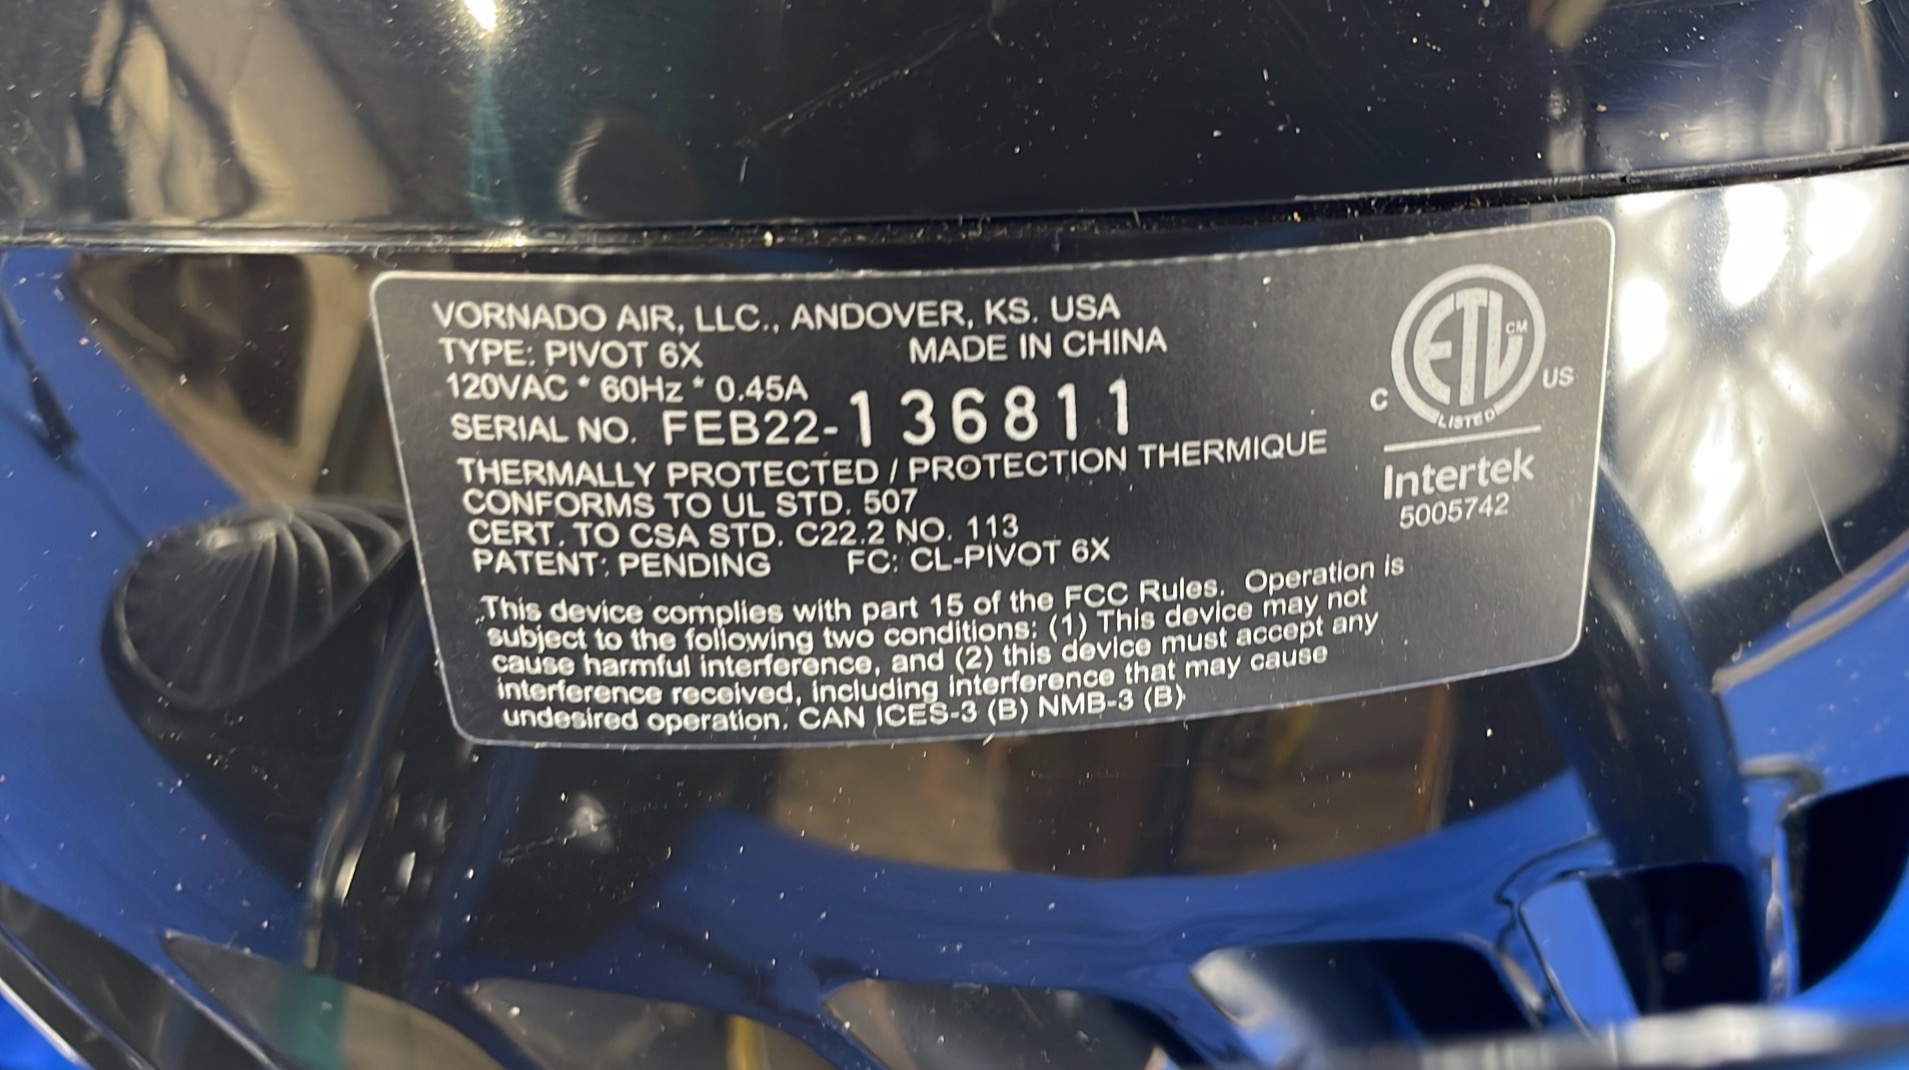 VORNADO AIR, LLC., ANDOVER, KS. USA
TYPE: PIVOT 6X MADE IN CHINA
120VAC * 60Hz * 0.45A
SERIAL NO. FEB22-136811
THERMALLY PROTECTED / PROTECTION THERMIQUE
CONFORMS TO UL STD. 507
CERT. TO CSA STD. C22.2 NO. 113
PATENT: PENDING FC: CL-PIVOT 6X
This device complies with part 15 of the FCC Rules. Operation is
subject to the following two conditions: (1) This device may not
cause harmful interference, and (2) this device must accept any
interference received, including interference that may cause
undesired operation. CAN ICES-3 (B) NMB-3 (B)
ETL CM
C US
LISTED
Intertek
5005742